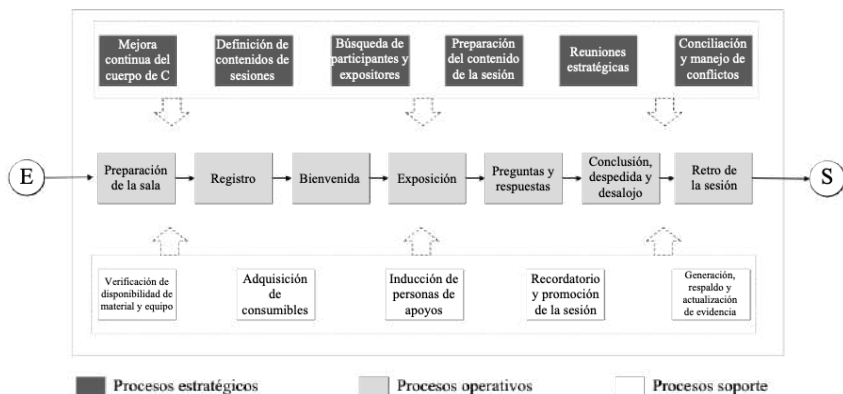 Mejora
continua del
cuerpo de C
Definición de
contenidos de
sesiones
Búsqueda de
participantes y
expositores
Preparación
del contenido
de la sesión
Reuniones
estratégicas
Conciliación
y manejo de
conflictos
E
Preparación
de la sala
Registro
Bienvenida
Exposición
Preguntas y
respuestas
Conclusión,
despedida y
desalojo
Retro de
la sesión
S
Verificación de
disponibilidad de
material y equipo
Adquisición
de
consumibles
Inducción de
personas de
apoyos
Recordatorio
y promoción
de la sesión
Generación,
respaldo y
actualización
de evidencia
Procesos estratégicos
Procesos operativos
Procesos soporte